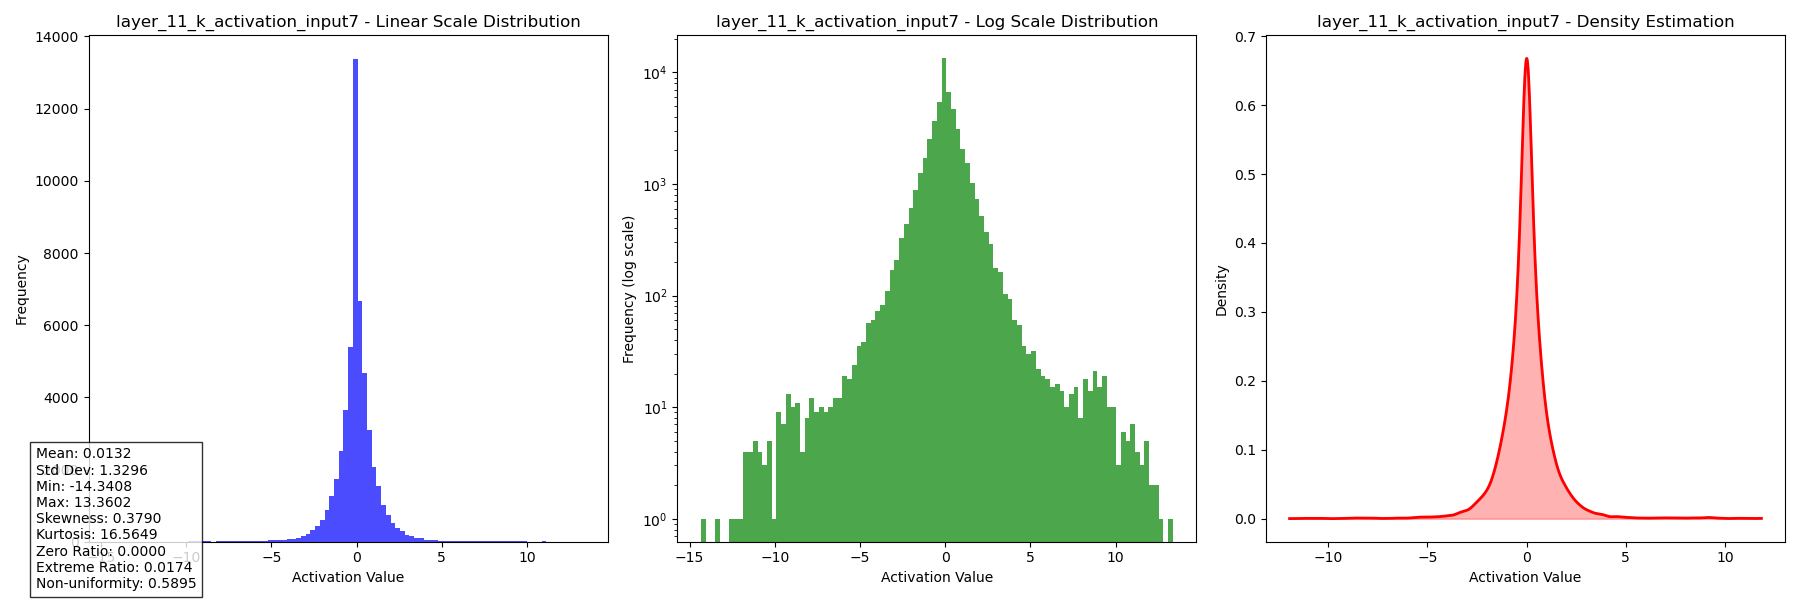 layer_11_k_activation_input7 - Linear Scale Distribution
14000
12000
10000
8000
6000
4000
Frequency
−10
−5
0
5
10
Activation Value
Mean: 0.0132
Std Dev: 1.3296
Min: -14.3408
Max: 13.3602
Skewness: 0.3790
Kurtosis: 16.5649
Zero Ratio: 0.0000
Extreme Ratio: 0.0174
Non-uniformity: 0.5895
layer_11_k_activation_input7 - Log Scale Distribution
10⁴
10³
10²
10¹
10⁰
Frequency (log scale)
−15
−10
−5
0
5
10
Activation Value
layer_11_k_activation_input7 - Density Estimation
0.7
0.6
0.5
0.4
0.3
0.2
0.1
0.0
Density
−10
−5
0
5
10
Activation Value